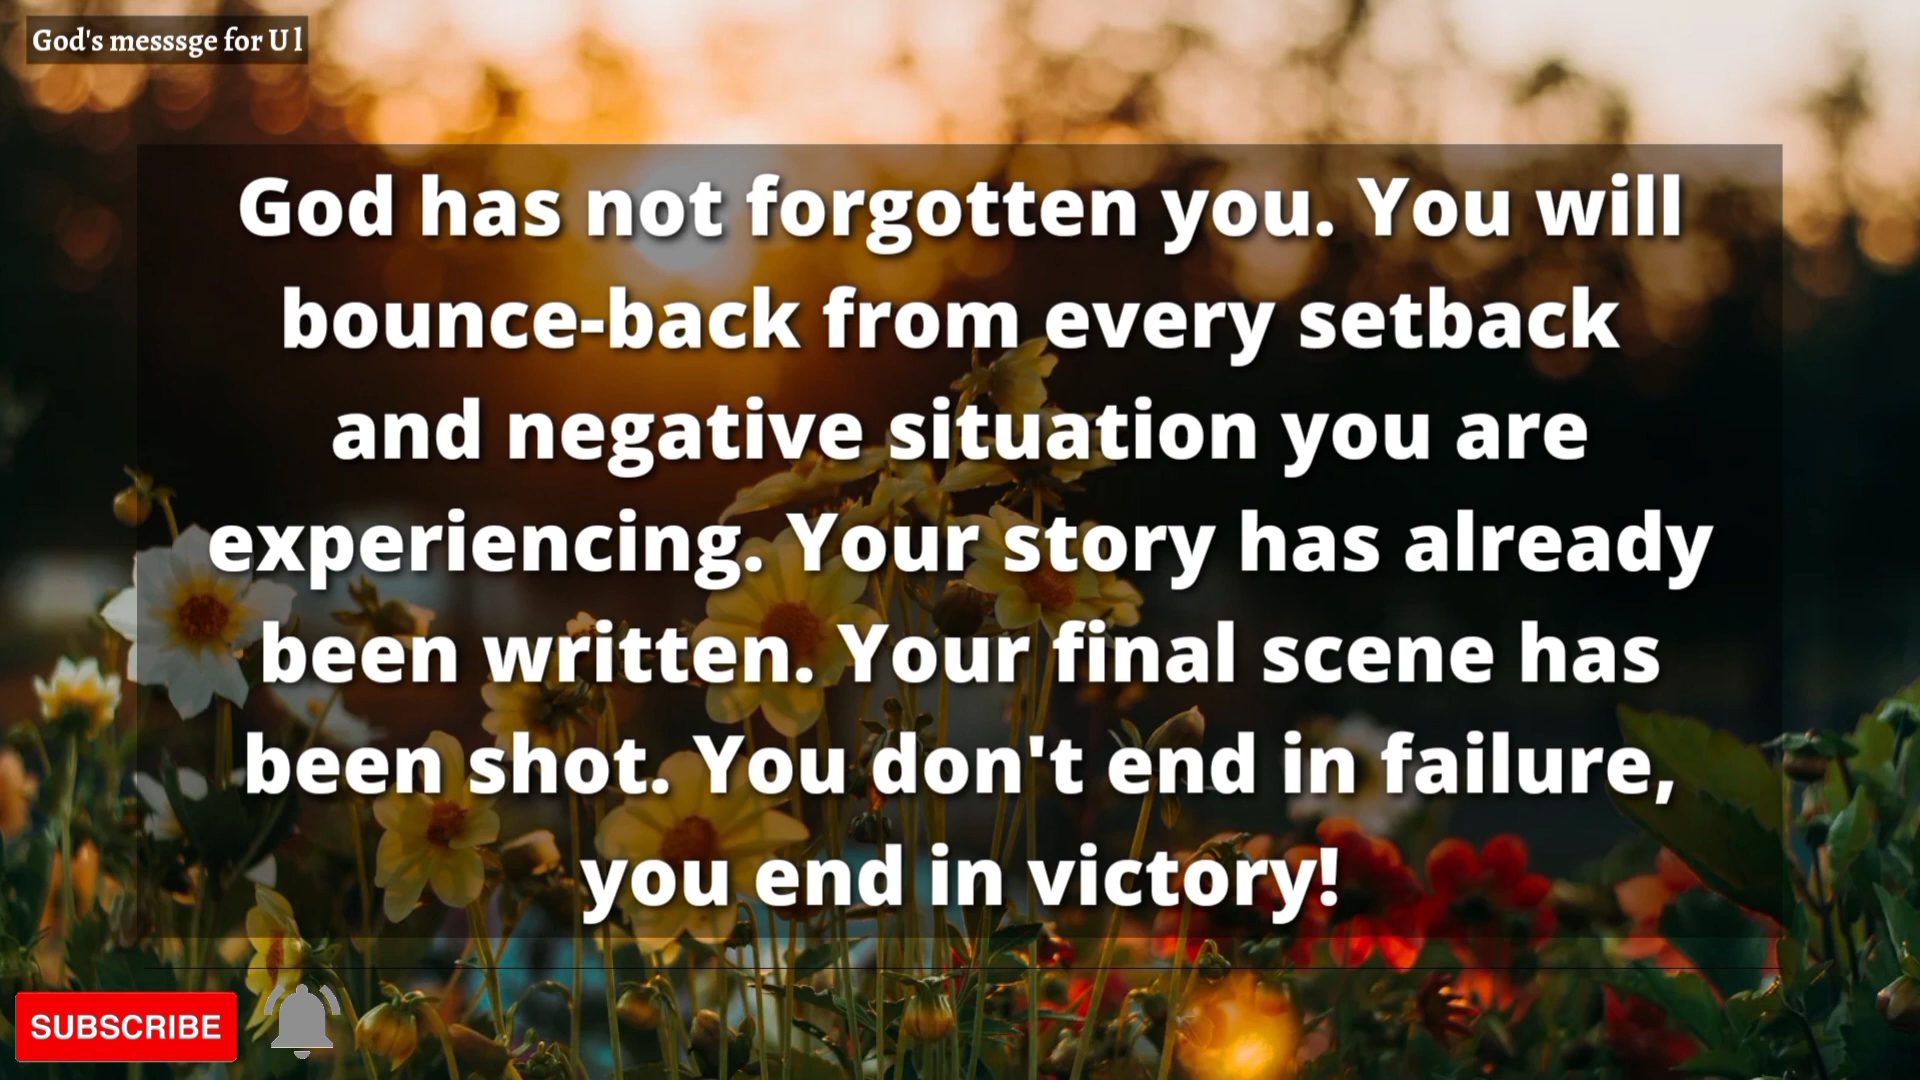 God's messsge for U l
God has not forgotten you. You will
bounce-back from every setback
and negative situation you are
experiencing. Your story has already
been written. Your final scene has
been shot. You don't end in failure,
you end in victory!
SUBSCRIBE